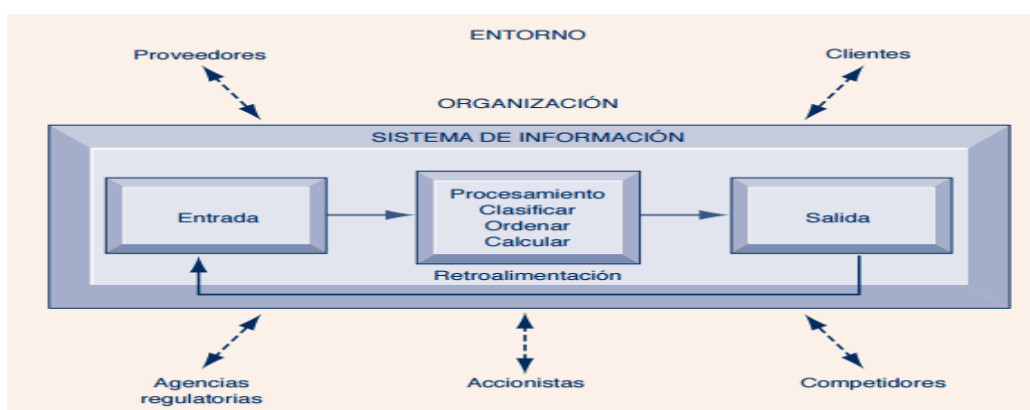 ENTORNO
Proveedores
Clientes
ORGANIZACIÓN
SISTEMA DE INFORMACIÓN
Entrada
Procesamiento
Clasificar
Ordenar
Calcular
Salida
Retroalimentación
Agencias
regulatorias
Accionistas
Competidores